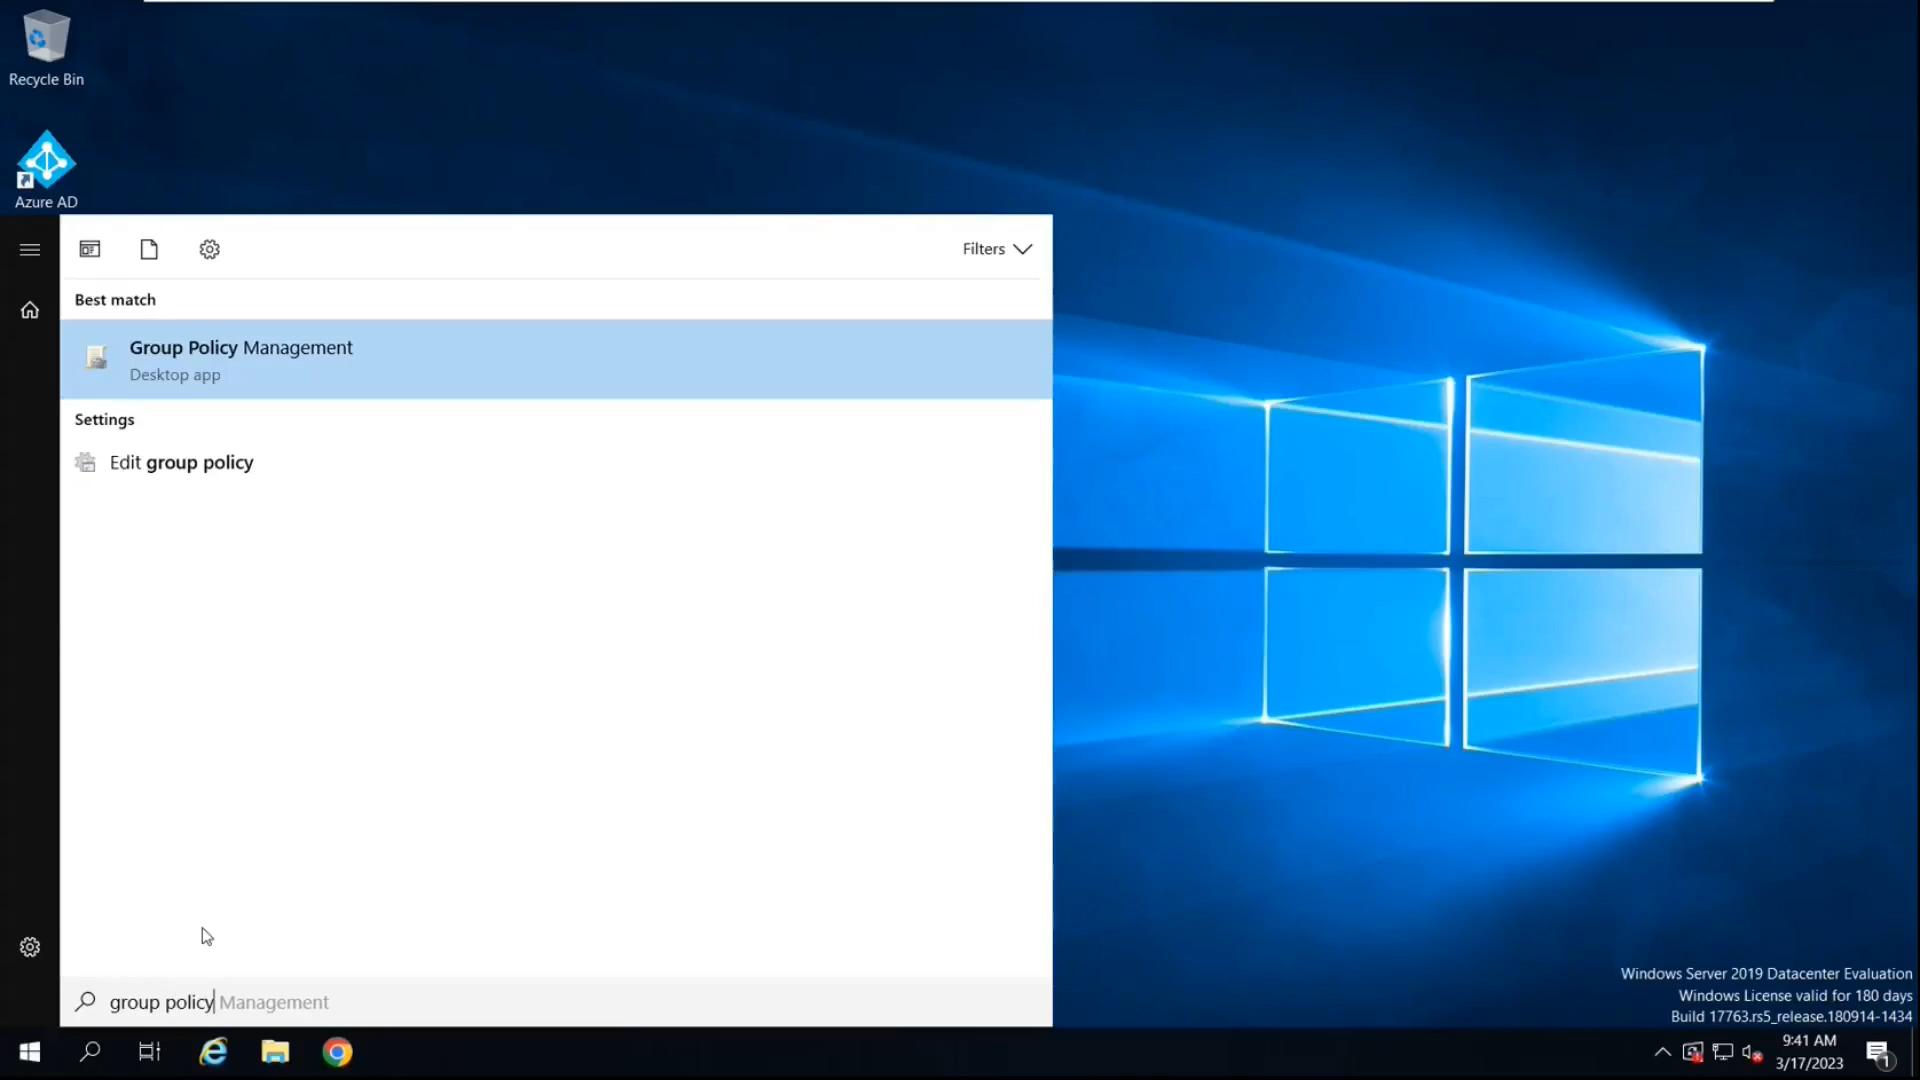 Recycle Bin
Azure AD
Filters
Best match
Group Policy Management
Desktop app
Settings
Edit group policy
group policy Management
Windows Server 2019 Datacenter Evaluation
Windows License valid for 180 days
Build 17763.rs5_release.180914-1434
9:41 AM
3/17/2023
1